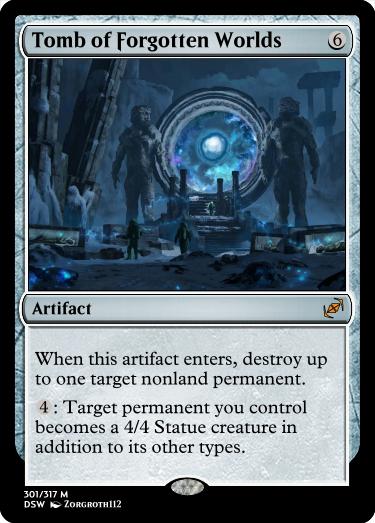 Tomb of Forgotten Worlds 6
Artifact
When this artifact enters, destroy up
to one target nonland permanent.
4 : Target permanent you control
becomes a 4/4 Statue creature in
addition to its other types.
301/317 M
DSW Zorgroth112